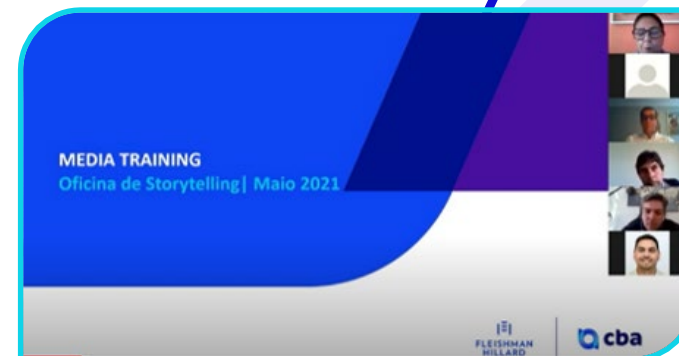 MEDIA TRAINING
Oficina de Storytelling| Maio 2021
FLEISHMAN
HILLARD
cba